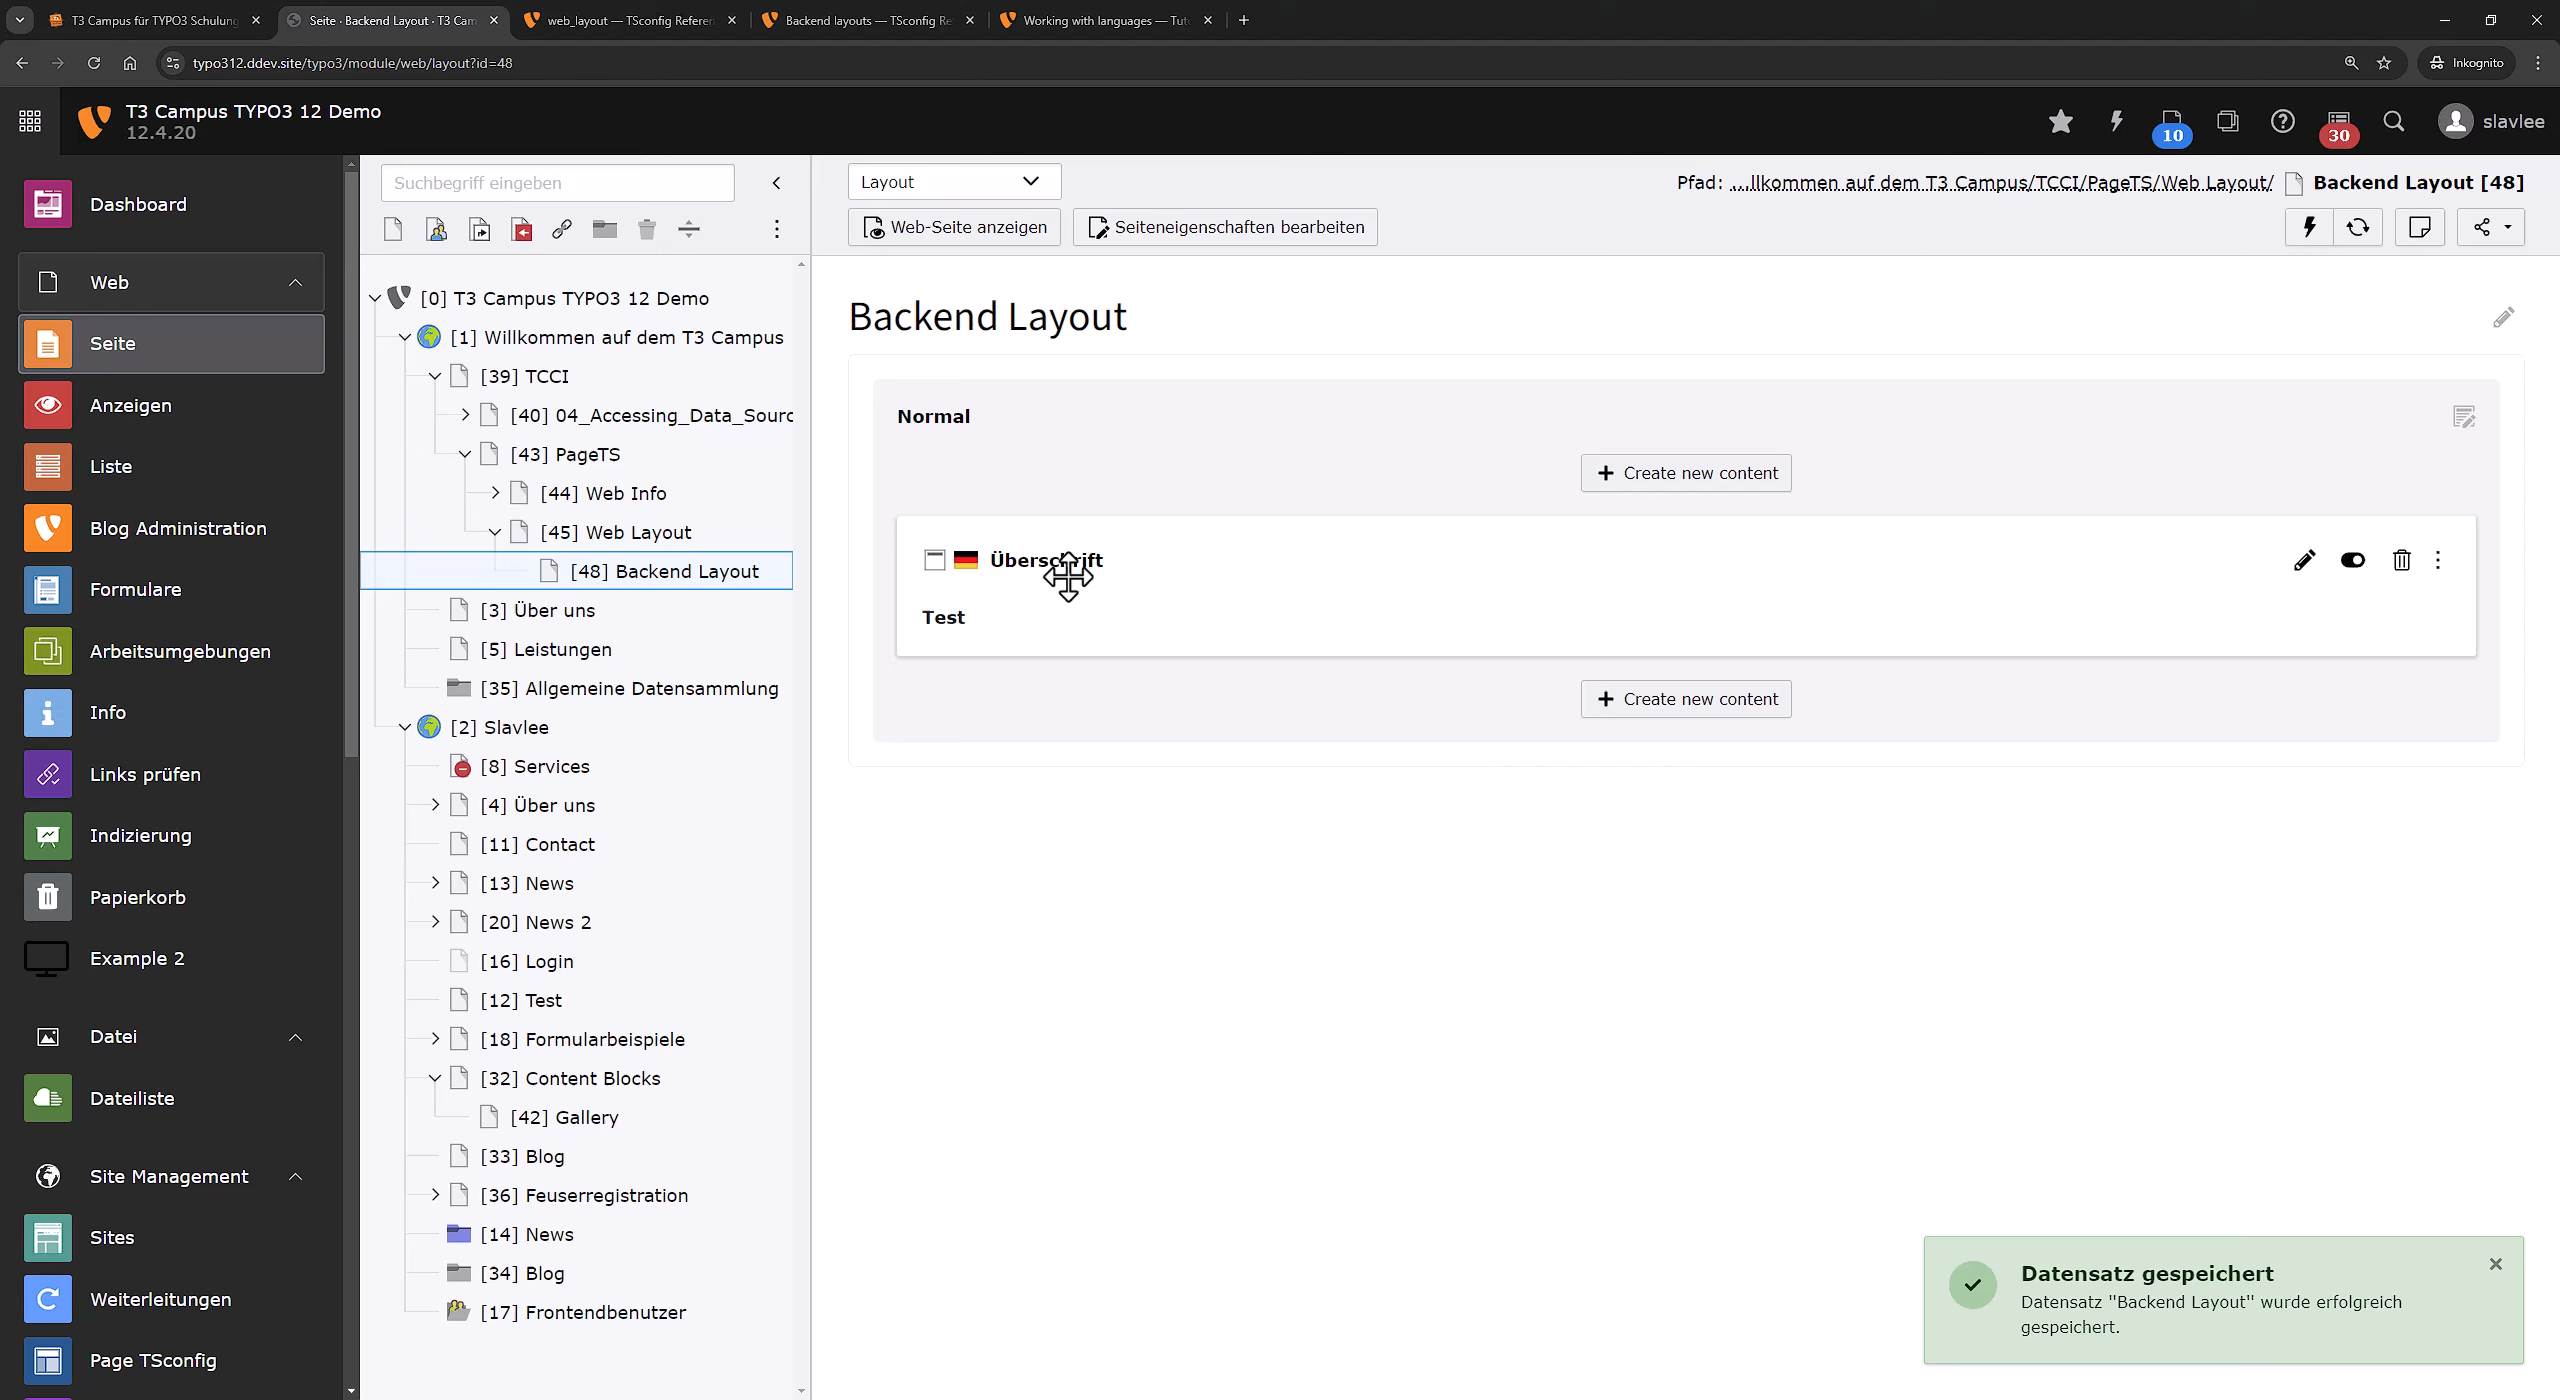 T3 Campus für TYPO3 Schulung
Seite · Backend Layout · T3 Cam
web_layout — TSconfig Referen
Backend layouts — TSconfig Re
Working with languages — Tut
typo312.ddev.site/typo3/module/web/layout?id=48
Inkognito
T3 Campus TYPO3 12 Demo
12.4.20
10
30
slavlee
Dashboard
Web
Seite
Anzeigen
Liste
Blog Administration
Formulare
Arbeitsumgebungen
Info
Links prüfen
Indizierung
Papierkorb
Example 2
Datei
Dateiliste
Site Management
Sites
Weiterleitungen
Page TSconfig
Suchbegriff eingeben
[0] T3 Campus TYPO3 12 Demo
[1] Willkommen auf dem T3 Campus
[39] TCCI
[40] 04_Accessing_Data_Sourc
[43] PageTS
[44] Web Info
[45] Web Layout
[48] Backend Layout
[3] Über uns
[5] Leistungen
[35] Allgemeine Datensammlung
[2] Slavlee
[8] Services
[4] Über uns
[11] Contact
[13] News
[20] News 2
[16] Login
[12] Test
[18] Formularbeispiele
[32] Content Blocks
[42] Gallery
[33] Blog
[36] Feuserregistration
[14] News
[34] Blog
[17] Frontendbenutzer
Layout
Pfad: ...llkommen auf dem T3 Campus/TCCI/PageTS/Web Layout/ Backend Layout [48]
Web-Seite anzeigen
Seiteneigenschaften bearbeiten
Backend Layout
Normal
+ Create new content
Überschrift
Test
+ Create new content
Datensatz gespeichert
Datensatz "Backend Layout" wurde erfolgreich
gespeichert.